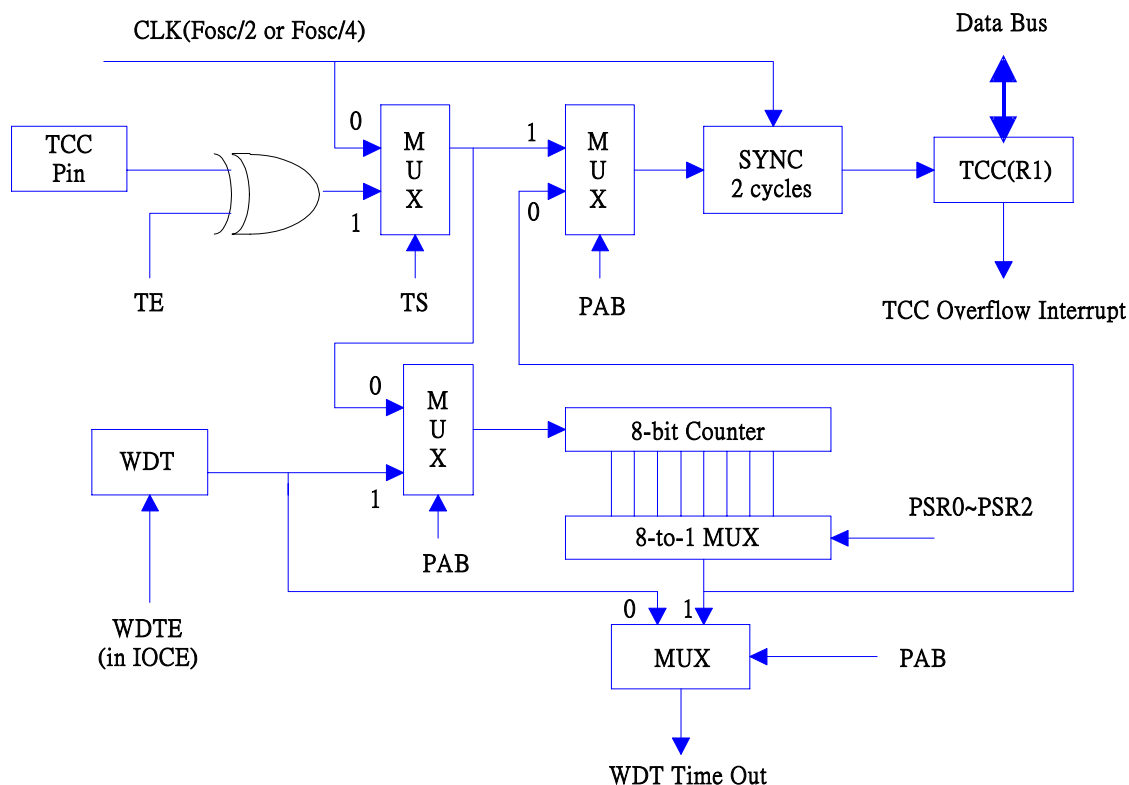 CLK(Fosc/2 or Fosc/4)
Data Bus
0
TCC
Pin
M
U
X
1
1
M
U
X
0
SYNC
2 cycles
TCC(R1)
TE
TS
PAB
TCC Overflow Interrupt
0
M
U
X
1
8-bit Counter
WDT
PSR0~PSR2
8-to-1 MUX
PAB
0
1
WDTE
(in IOCE)
MUX
PAB
WDT Time Out